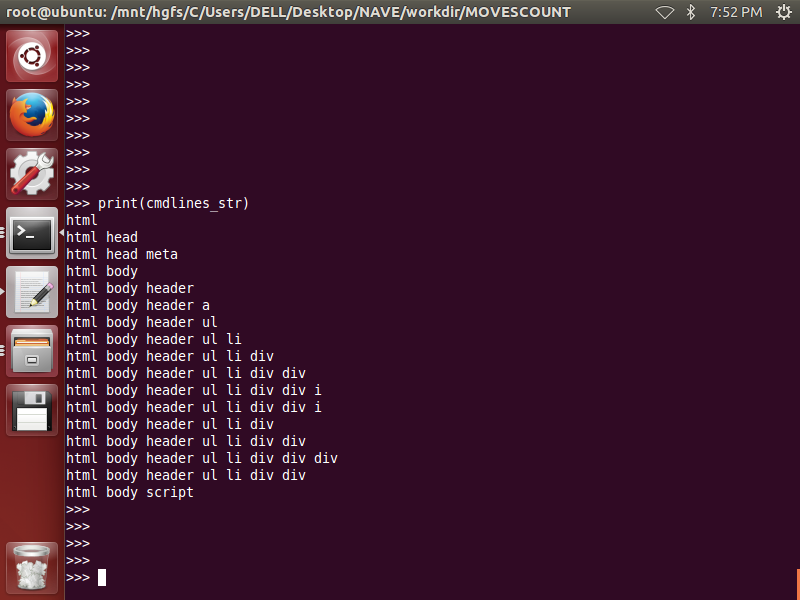 root@ubuntu: /mnt/hgfs/C/Users/DELL/Desktop/NAVE/workdir/MOVESCOUNT 7:52 PM
>>>
>>>
>>>
>>>
>>>
>>>
>>>
>>>
>>>
>>>
>>> print(cmdlines_str)
html
html head
html head meta
html body
html body header
html body header a
html body header ul
html body header ul li
html body header ul li div
html body header ul li div div
html body header ul li div div i
html body header ul li div div i
html body header ul li div
html body header ul li div div
html body header ul li div div div
html body header ul li div div
html body script
>>>
>>>
>>>
>>>
>>>